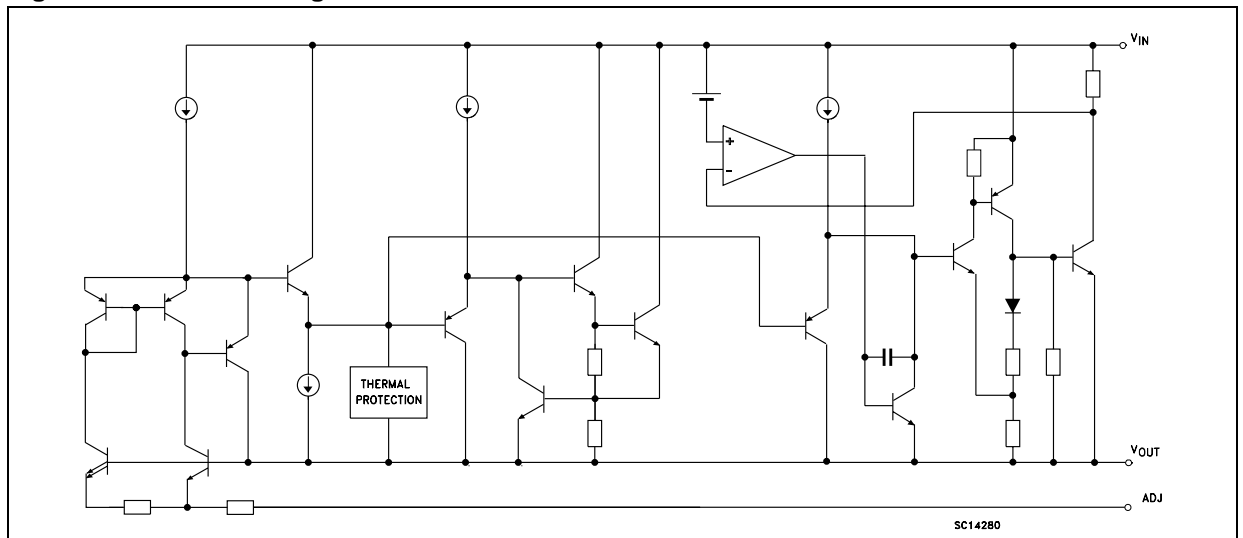 VIN
+
-
THERMAL
PROTECTION
VOUT
ADJ
SC14280